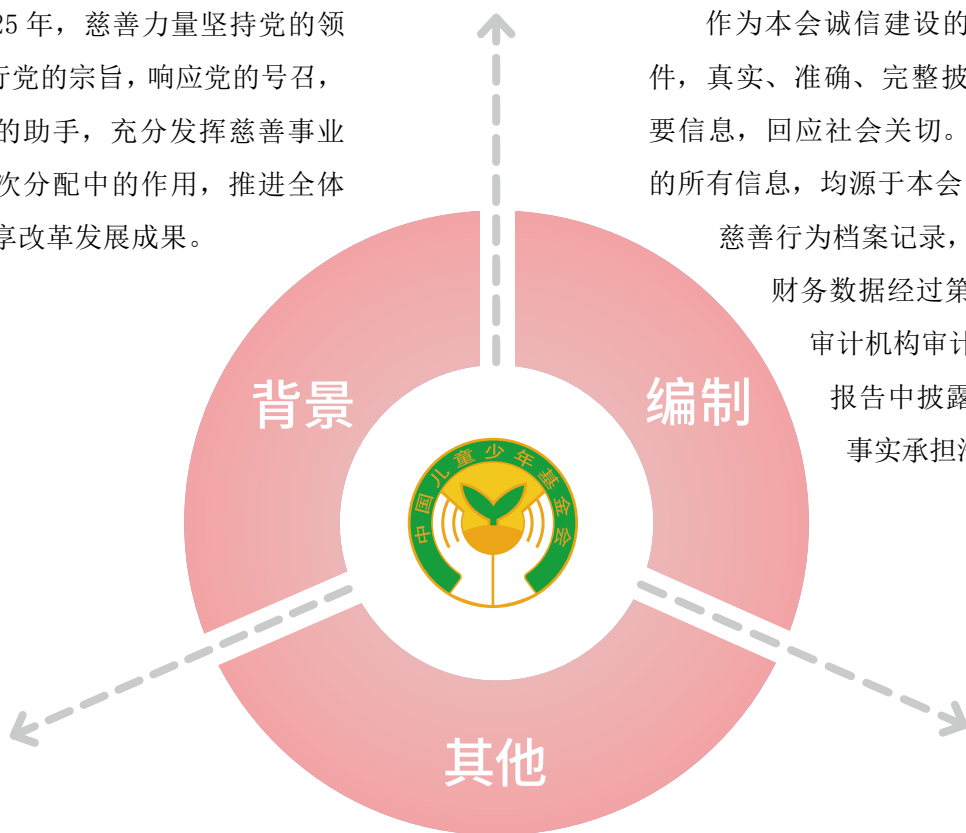 25 年，慈善力量坚持党的领
行党的宗旨，响应党的号召，
的助手，充分发挥慈善事业
次分配中的作用，推进全体
享改革发展成果。
作为本会诚信建设的
件，真实、准确、完整披
要信息，回应社会关切。
的所有信息，均源于本会
慈善行为档案记录，
财务数据经过第
审计机构审计
报告中披露
事实承担
背景
编制
中国儿童少年基金会
其他